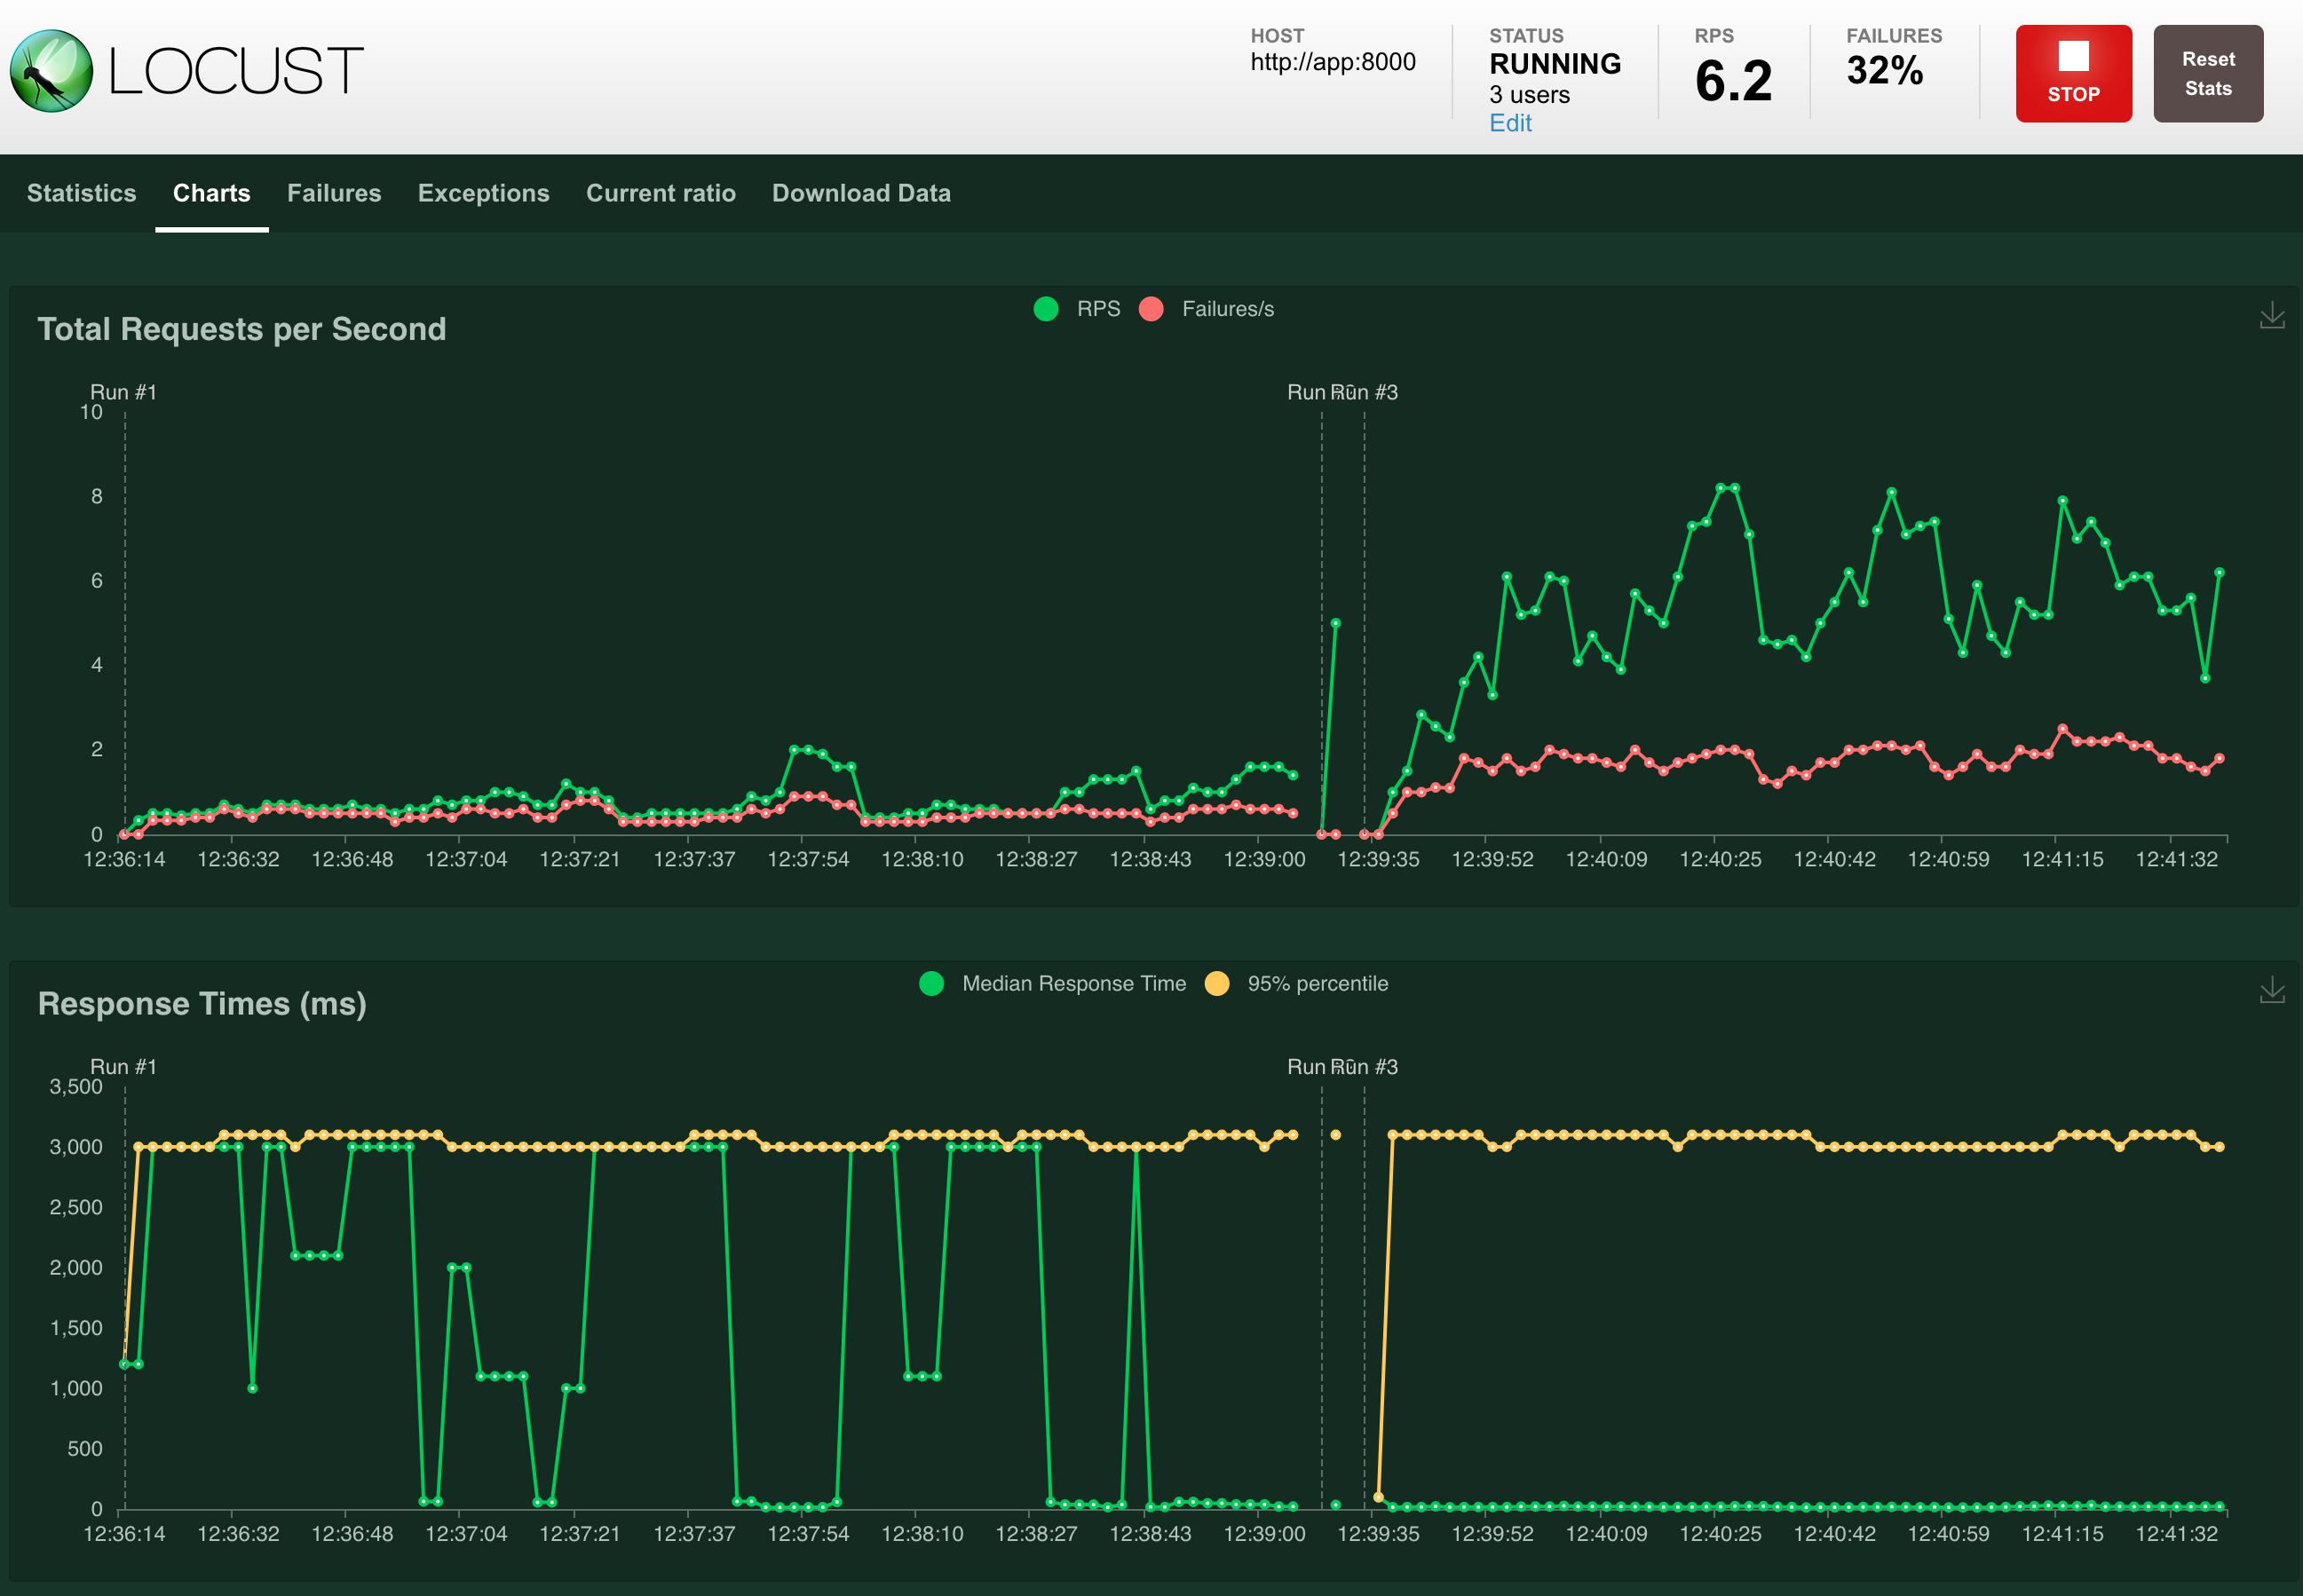 LOCUST
HOST
http://app:8000
STATUS
RUNNING
3 users
Edit
RPS
6.2
FAILURES
32%
STOP
Reset
Stats
Statistics Charts Failures Exceptions Current ratio Download Data
Total Requests per Second
RPS Failures/s
Run #1 Run Run #3
10
8
6
4
2
0
12:36:14 12:36:32 12:36:48 12:37:04 12:37:21 12:37:37 12:37:54 12:38:10 12:38:27 12:38:43 12:39:00 12:39:35 12:39:52 12:40:09 12:40:25 12:40:42 12:40:59 12:41:15 12:41:32
Response Times (ms)
Median Response Time 95% percentile
Run #1 Run Run #3
3,500
3,000
2,500
2,000
1,500
1,000
500
0
12:36:14 12:36:32 12:36:48 12:37:04 12:37:21 12:37:37 12:37:54 12:38:10 12:38:27 12:38:43 12:39:00 12:39:35 12:39:52 12:40:09 12:40:25 12:40:42 12:40:59 12:41:15 12:41:32